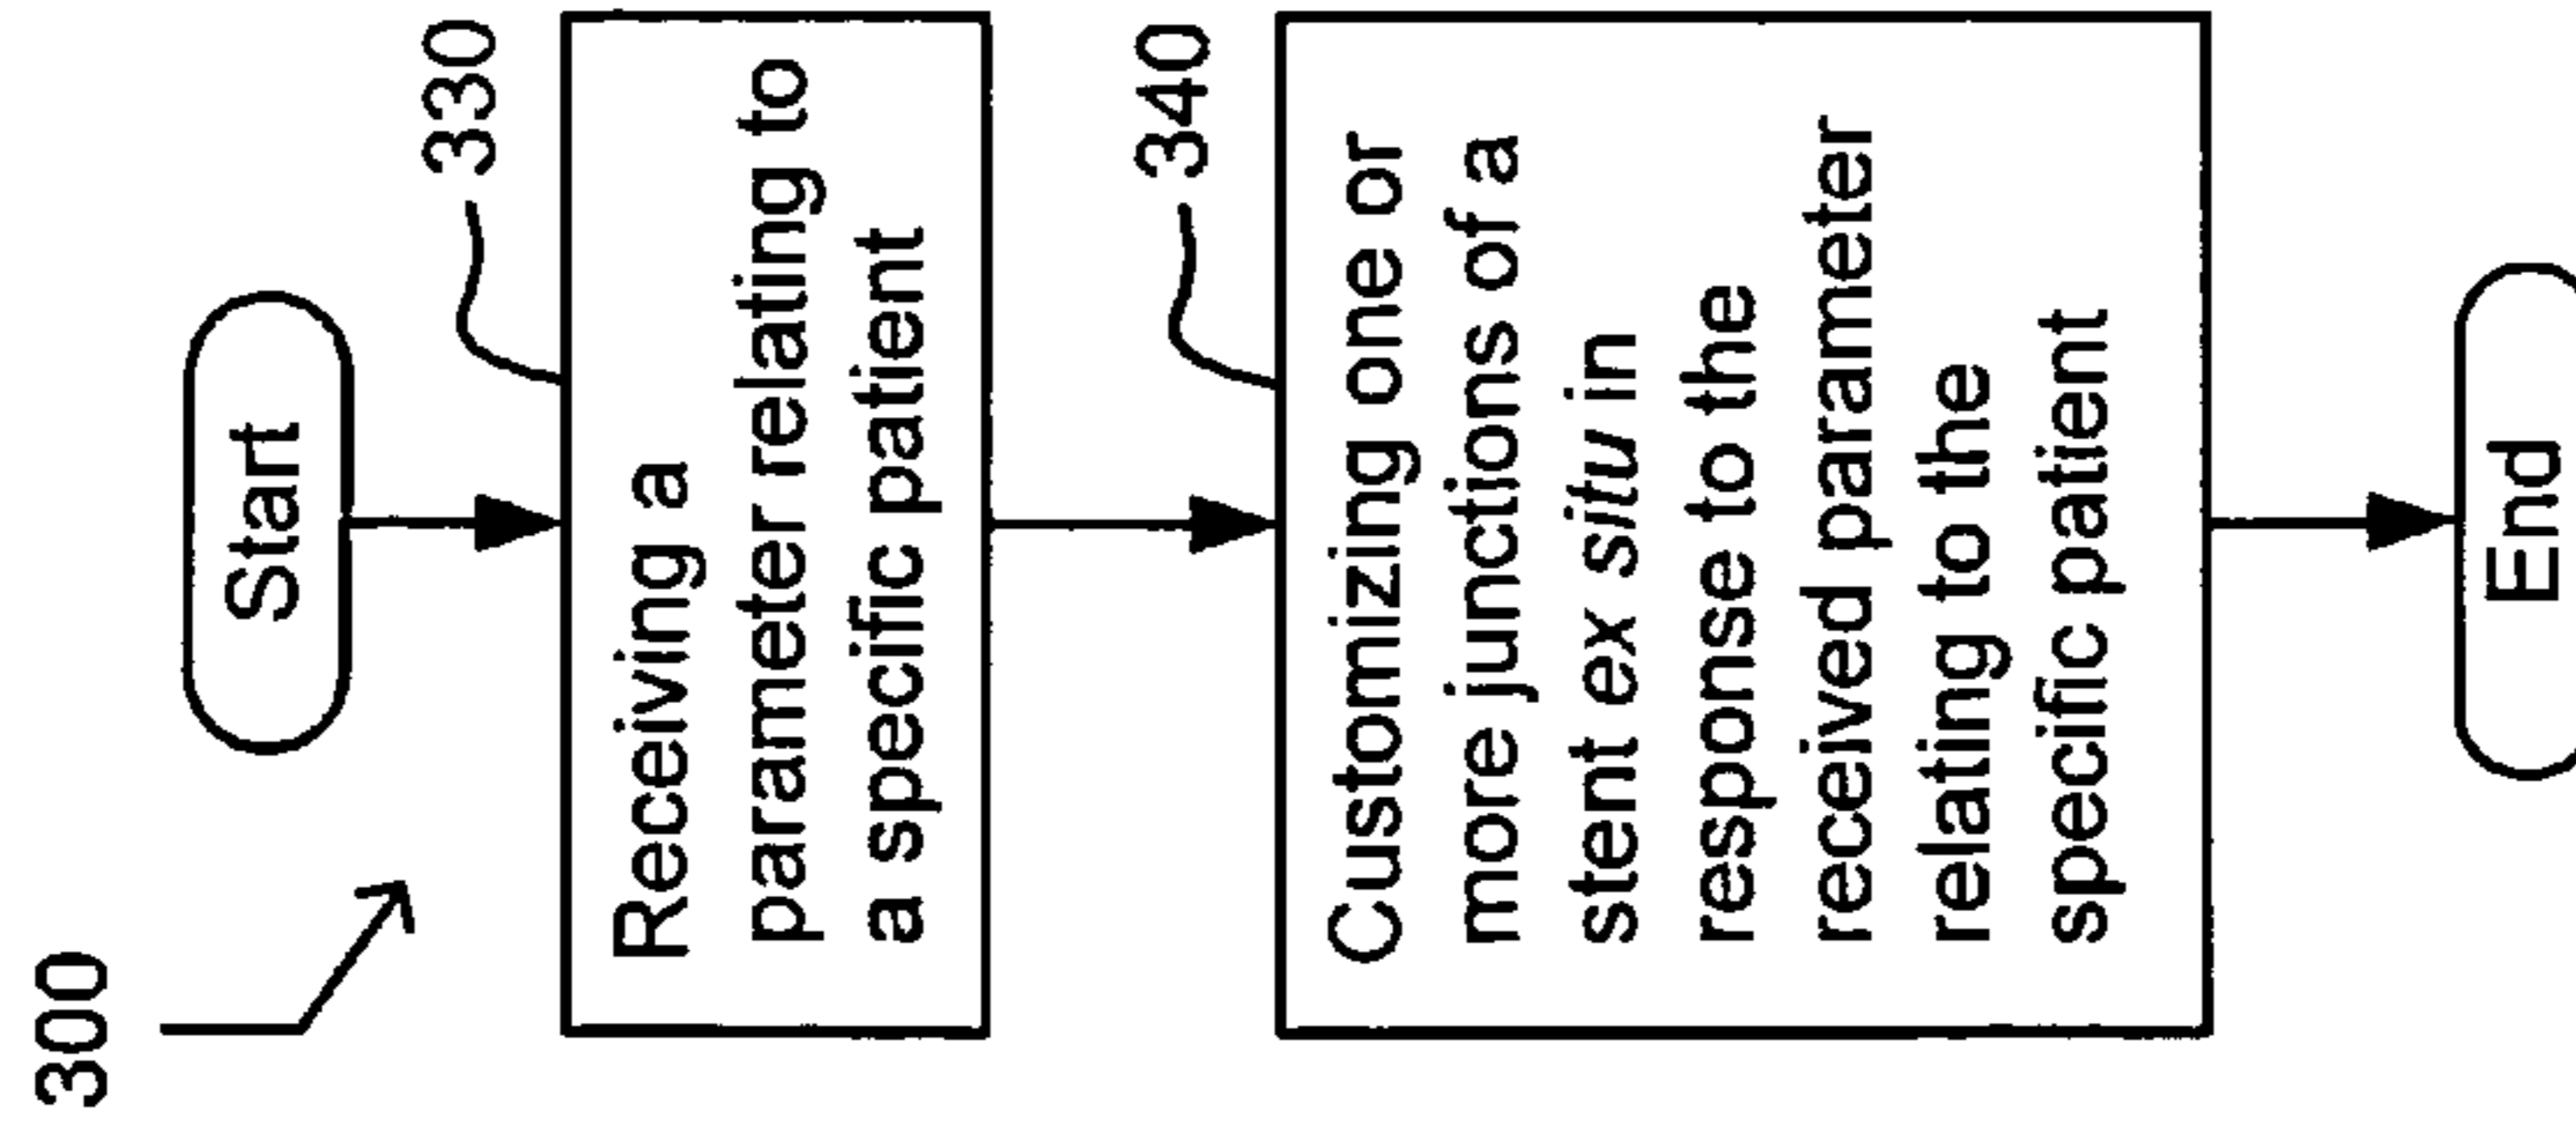 300
Start
330
Receiving a
parameter relating to
a specific patient
340
Customizing one or
more junctions of a
stent ex situ in
response to the
received parameter
relating to the
specific patient
End